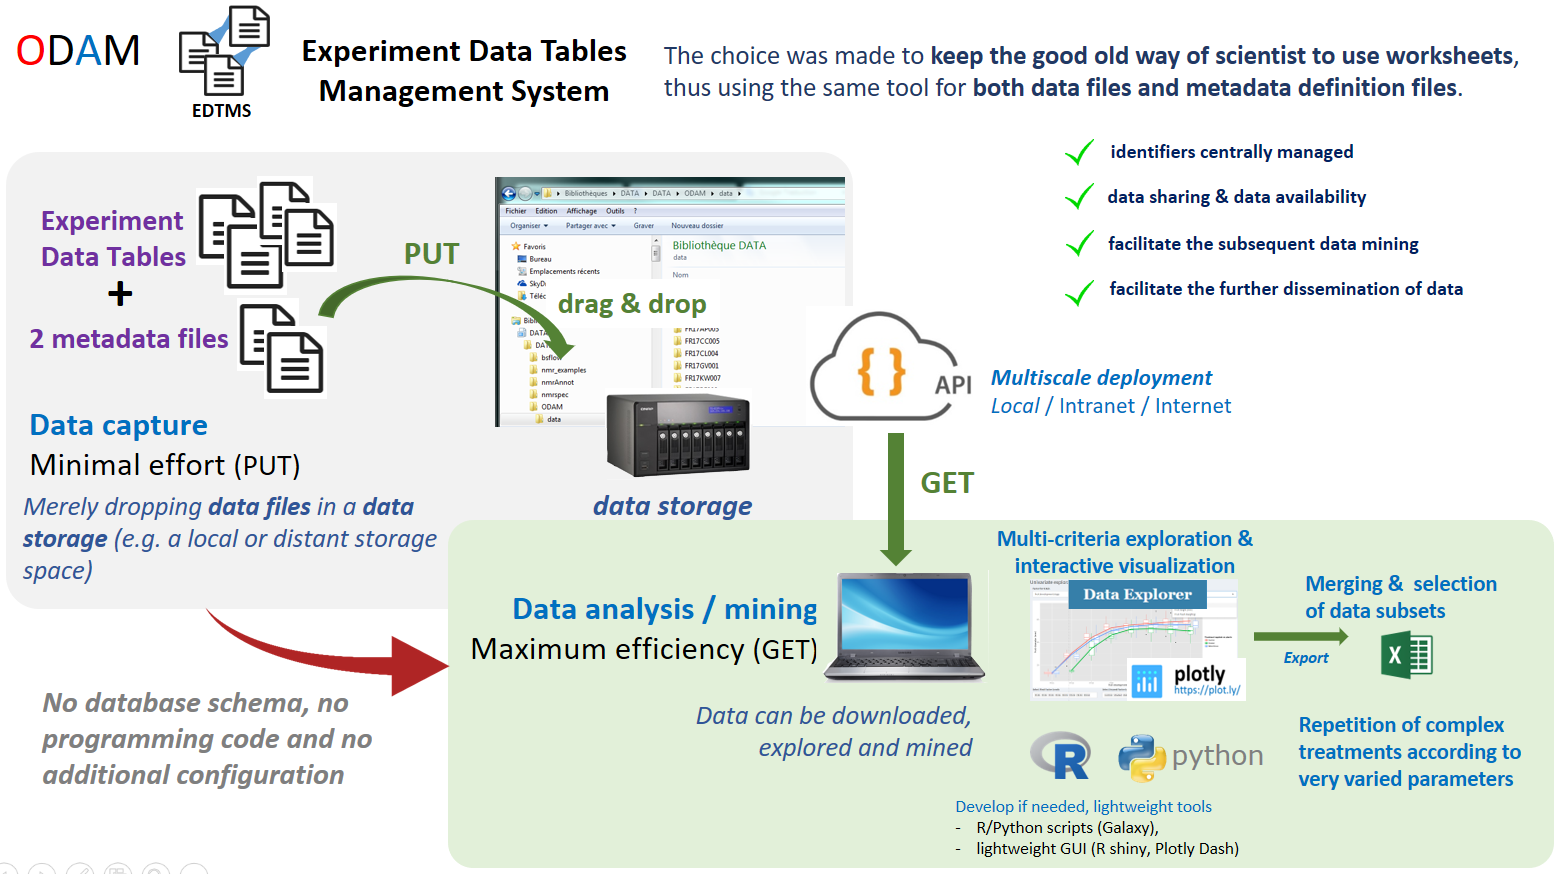 ODAM
EDTMS
Experiment Data Tables
Management System
The choice was made to keep the good old way of scientist to use worksheets,
thus using the same tool for both data files and metadata definition files.
identifiers centrally managed
data sharing & data availability
facilitate the subsequent data mining
facilitate the further dissemination of data
Experiment
Data Tables
+
2 metadata files
PUT
Bibliothèques DATA DATA ODAM data
Fichier Edition Affichage Outils ?
Organiser Partager avec Graver Nouveau dossier
Favoris
Bureau
Emplacements récents
Bibliothèque DATA
data
Nom
drag & drop
FR17CC005
FR17CL004
FR17GV001
FR17KW007
nmr_examples
nmrAnnot
nmrspec
ODAM
data
{ } API
Multiscale deployment
Local / Intranet / Internet
Data capture
Minimal effort (PUT)
Merely dropping data files in a data
storage (e.g. a local or distant storage
space)
data storage
GET
No database schema, no
programming code and no
additional configuration
Data analysis / mining
Maximum efficiency (GET)
Data can be downloaded,
explored and mined
Multi-criteria exploration &
interactive visualization
Data Explorer
plotly
https://plot.ly/
Export
Merging & selection
of data subsets
X
R
python
Repetition of complex
treatments according to
very varied parameters
Develop if needed, lightweight tools
- R/Python scripts (Galaxy),
- lightweight GUI (R shiny, Plotly Dash)